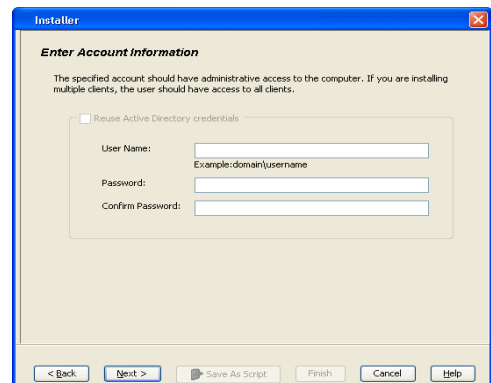 Installer
Enter Account Information
The specified account should have administrative access to the computer. If you are installing
multiple clients, the user should have access to all clients.
Reuse Active Directory credentials
User Name:
Example:domain\username
Password:
Confirm Password:
< Back Next > Save As Script Finish Cancel Help